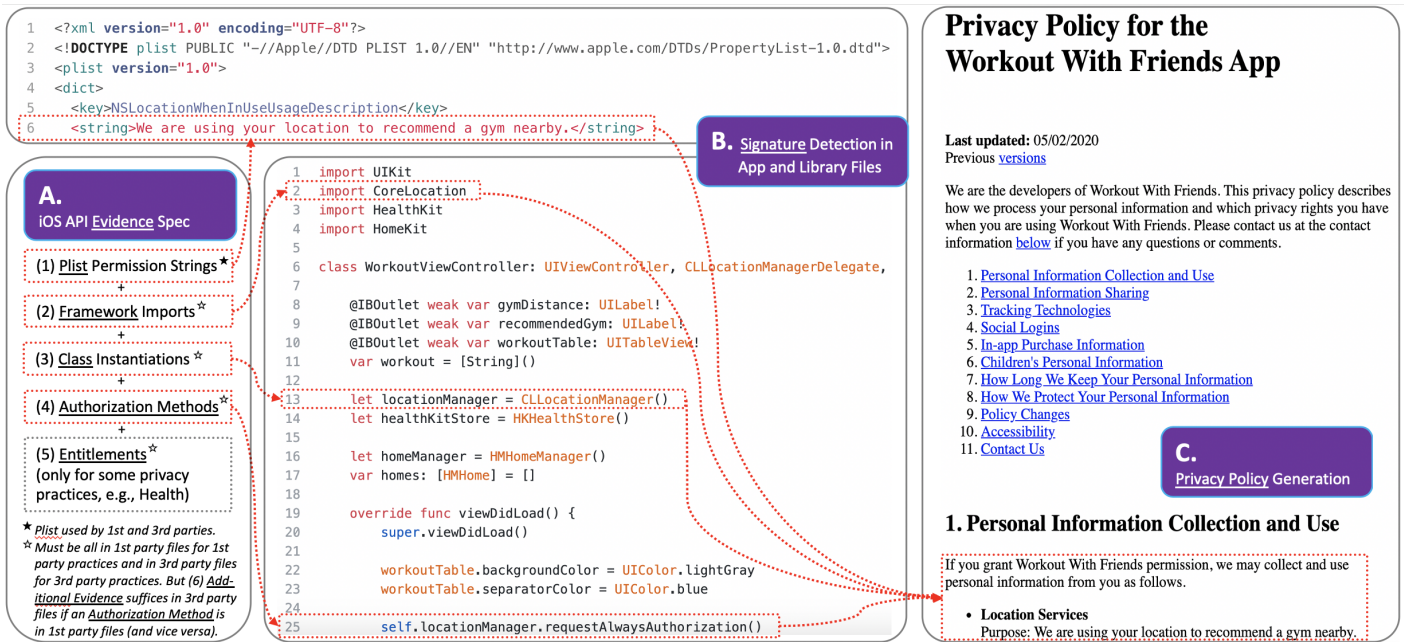 1 <?xml version="1.0" encoding="UTF-8"?>
2 <!DOCTYPE plist PUBLIC "-//Apple//DTD PLIST 1.0//EN" "http://www.apple.com/DTDs/PropertyList-1.0.dtd">
3 <plist version="1.0">
4 <dict>
5 <key>NSLocationWhenInUseUsageDescription</key>
6 <string>We are using your location to recommend a gym nearby.</string>
A.
iOS API Evidence Spec
(1) Plist Permission Strings★
+
(2) Framework Imports☆
+
(3) Class Instantiations ☆
+
(4) Authorization Methods☆
+
(5) Entitlements☆
(only for some privacy
practices, e.g., Health)
★ Plist used by 1st and 3rd parties.
☆ Must be all in 1st party files for 1st
party practices and in 3rd party files
for 3rd party practices. But (6) Add-
itional Evidence suffices in 3rd party
files if an Authorization Method is
in 1st party files (and vice versa).
B. Signature Detection in
App and Library Files
1 import UIKit
2 import CoreLocation
3 import HealthKit
4 import HomeKit
5
6 class WorkoutViewController: UIViewController, CLLocationManagerDelegate,
7
8 @IBOutlet weak var gymDistance: UILabel!
9 @IBOutlet weak var recommendedGym: UILabel!
10 @IBOutlet weak var workoutTable: UITableView!
11 var workout = [String]()
12
13 let locationManager = CLLocationManager()
14 let healthKitStore = HKHealthStore()
15
16 let homeManager = HMHomeManager()
17 var homes: [HMHome] = []
18
19 override func viewDidLoad() {
20 super.viewDidLoad()
21
22 workoutTable.backgroundColor = UIColor.lightGray
23 workoutTable.separatorColor = UIColor.blue
24
25 self.locationManager.requestAlwaysAuthorization()
Privacy Policy for the
Workout With Friends App
Last updated: 05/02/2020
Previous versions
We are the developers of Workout With Friends. This privacy policy describes
how we process your personal information and which privacy rights you have
when you are using Workout With Friends. Please contact us at the contact
information below if you have any questions or comments.
1. Personal Information Collection and Use
2. Personal Information Sharing
3. Tracking Technologies
4. Social Logins
5. In-app Purchase Information
6. Children's Personal Information
7. How Long We Keep Your Personal Information
8. How We Protect Your Personal Information
9. Policy Changes
10. Accessibility
11. Contact Us
C.
Privacy Policy Generation
1. Personal Information Collection and Use
If you grant Workout With Friends permission, we may collect and use
personal information from you as follows.
• Location Services
Purpose: We are using your location to recommend a gym nearby.